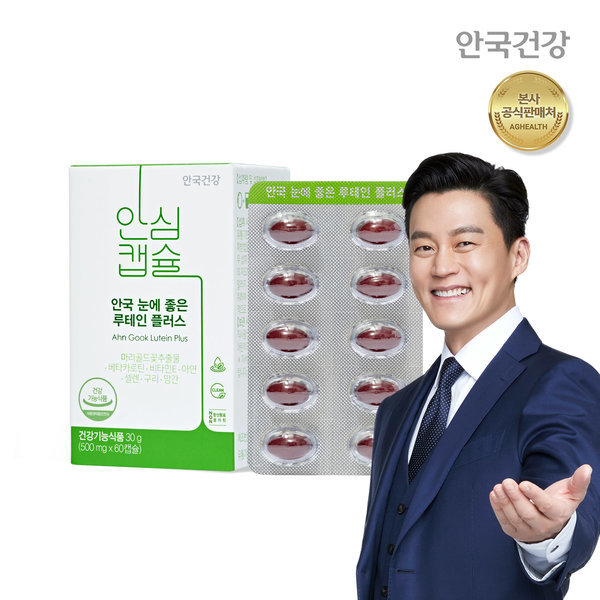 안국건강
본사
공식판매처
AGHEALTH
안국건강
안심
캡슐
안국 눈에 좋은
루테인 플러스
Ahn Gook Lutein Plus
마리골드꽃추출물
·베타카로틴·비타민E·아연
·셀렌·구리·망간
건강
기능식품
CLEAN
건강기능식품 30 g
(500 mg x 60캡슐)
안국 눈에 좋은 루테인 플러스